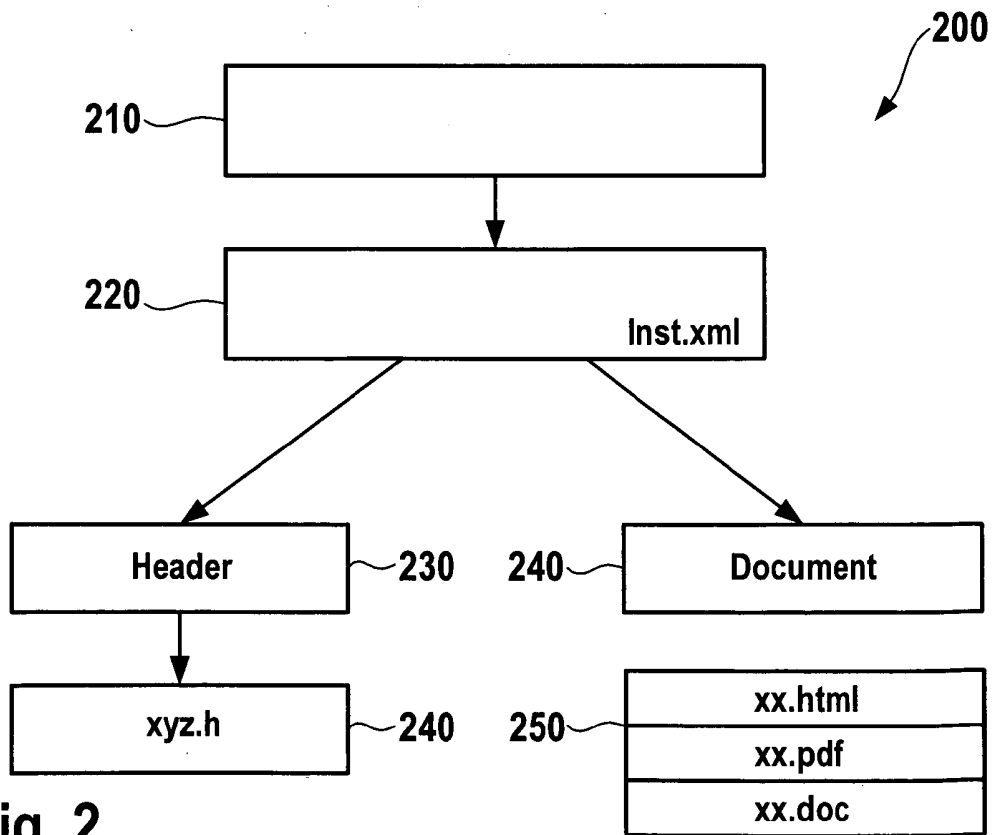 200
210
220
Inst.xml
Header
230
240
Document
xyz.h
240
250
xx.html
xx.pdf
xx.doc
ig. 2